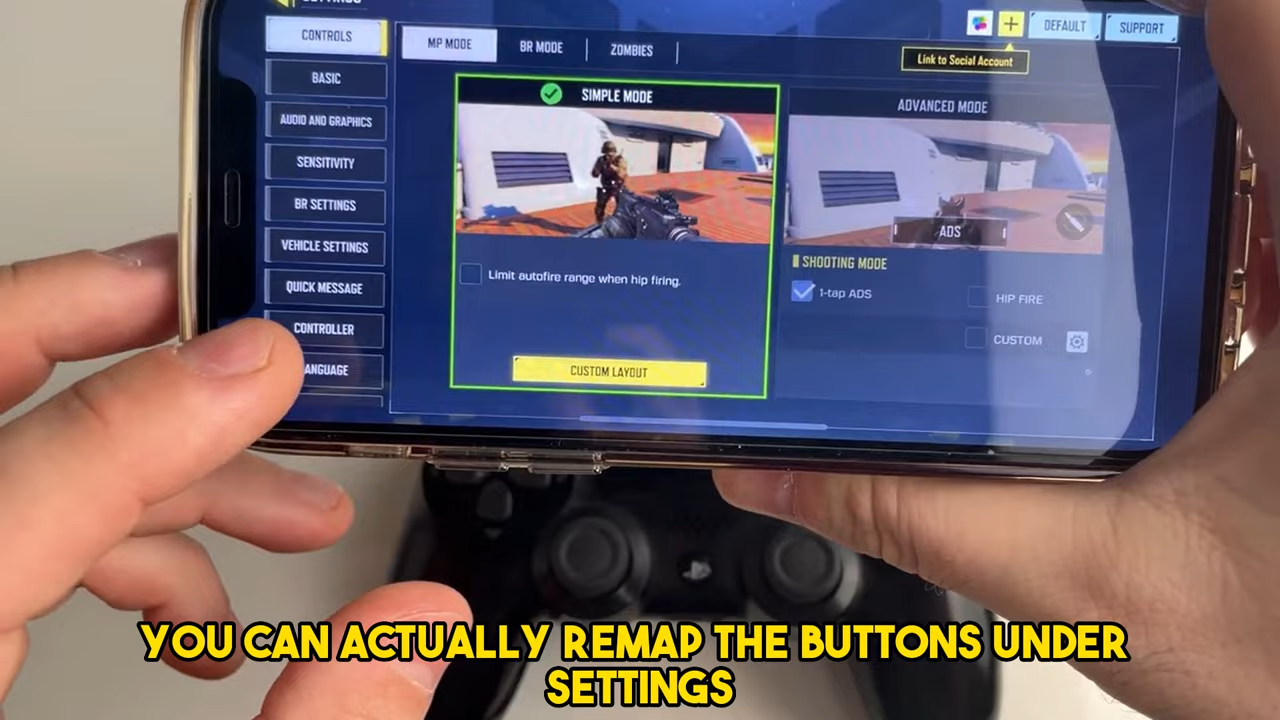 CONTROLS
BASIC
AUDIO AND GRAPHICS
SENSITIVITY
BR SETTINGS
VEHICLE SETTINGS
QUICK MESSAGE
CONTROLLER
MP MODE
BR MODE
ZOMBIES
DEFAULT
SUPPORT
Link to Social Account
SIMPLE MODE
Limit autofire range when hip firing.
CUSTOM LAYOUT
ADVANCED MODE
ADS
SHOOTING MODE
1-tap ADS
HIP FIRE
CUSTOM
YOU CAN ACTUALLY REMAP THE BUTTONS UNDER
SETTINGS